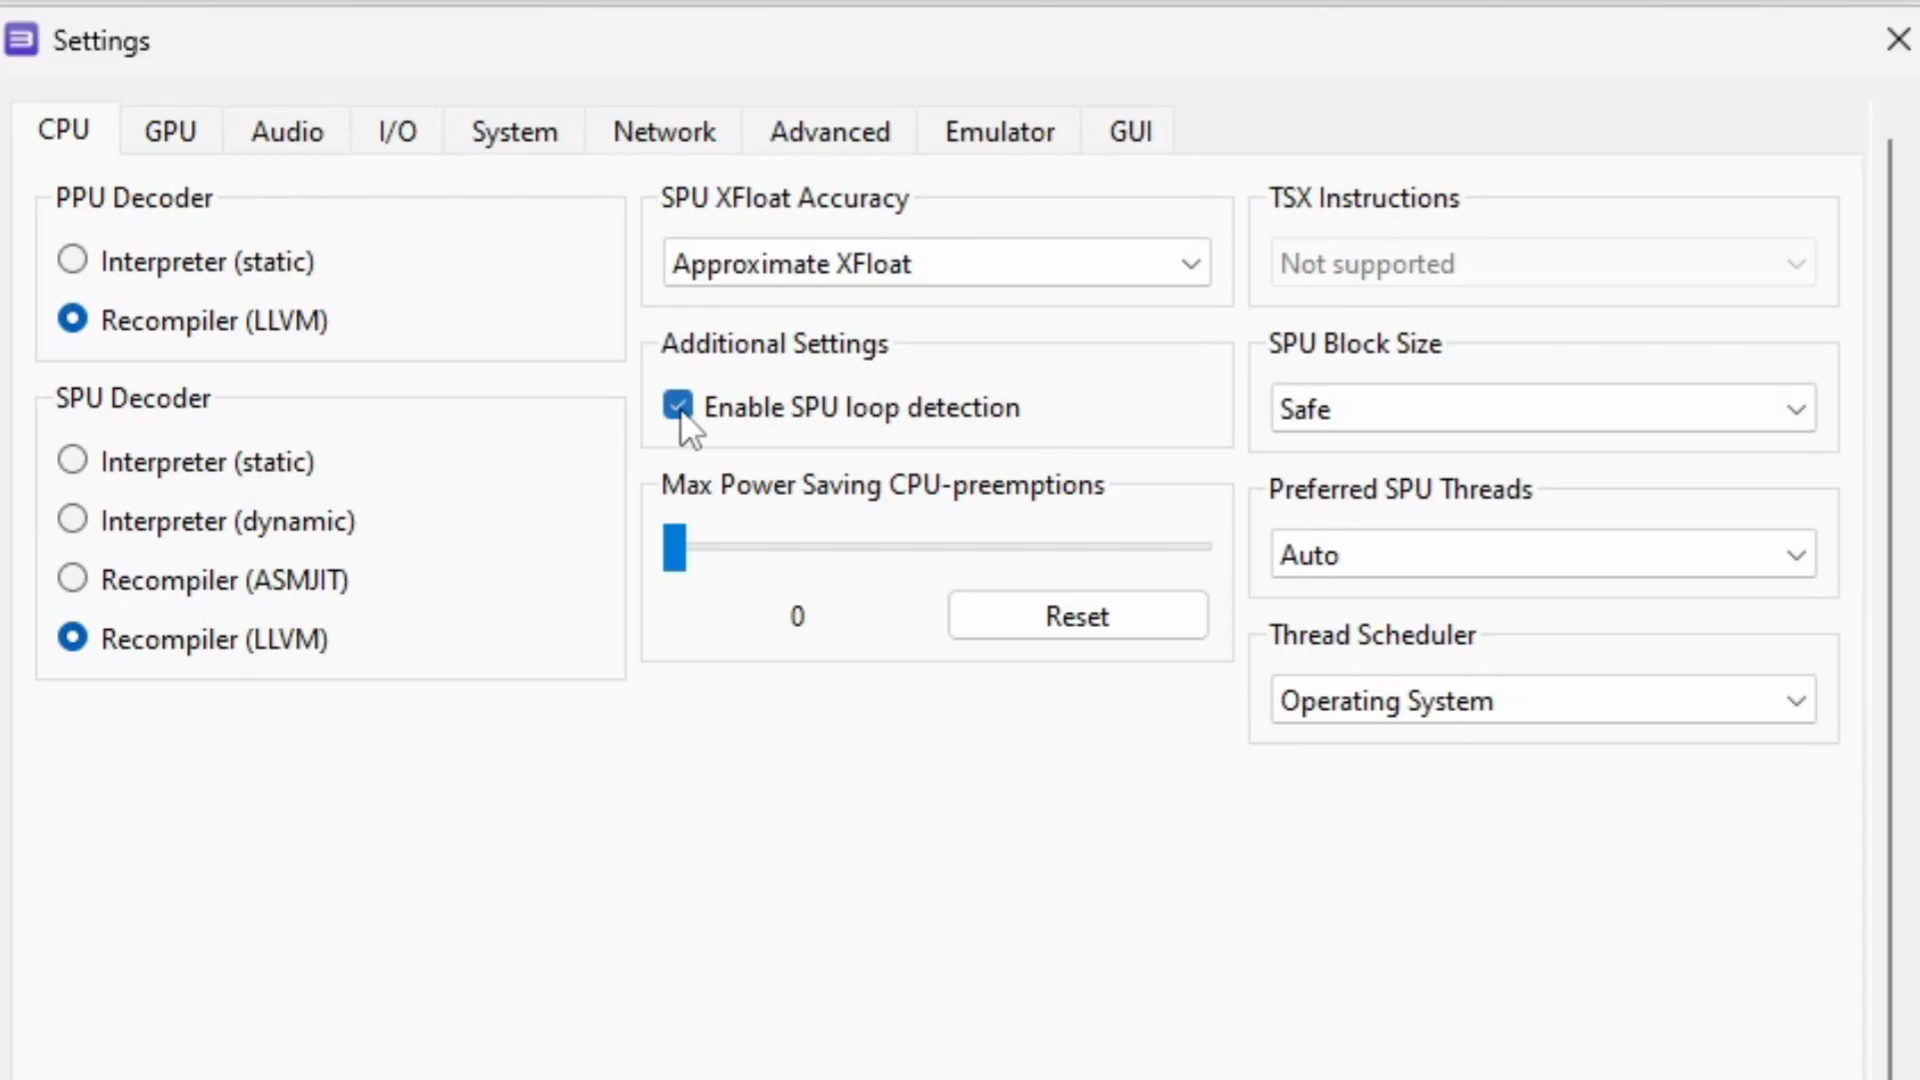 Settings
CPU
GPU
Audio
I/O
System
Network
Advanced
Emulator
GUI
PPU Decoder
Interpreter (static)
Recompiler (LLVM)
SPU Decoder
Interpreter (static)
Interpreter (dynamic)
Recompiler (ASMJIT)
Recompiler (LLVM)
SPU XFloat Accuracy
Approximate XFloat
Additional Settings
Enable SPU loop detection
Max Power Saving CPU-preemptions
0
Reset
TSX Instructions
Not supported
SPU Block Size
Safe
Preferred SPU Threads
Auto
Thread Scheduler
Operating System